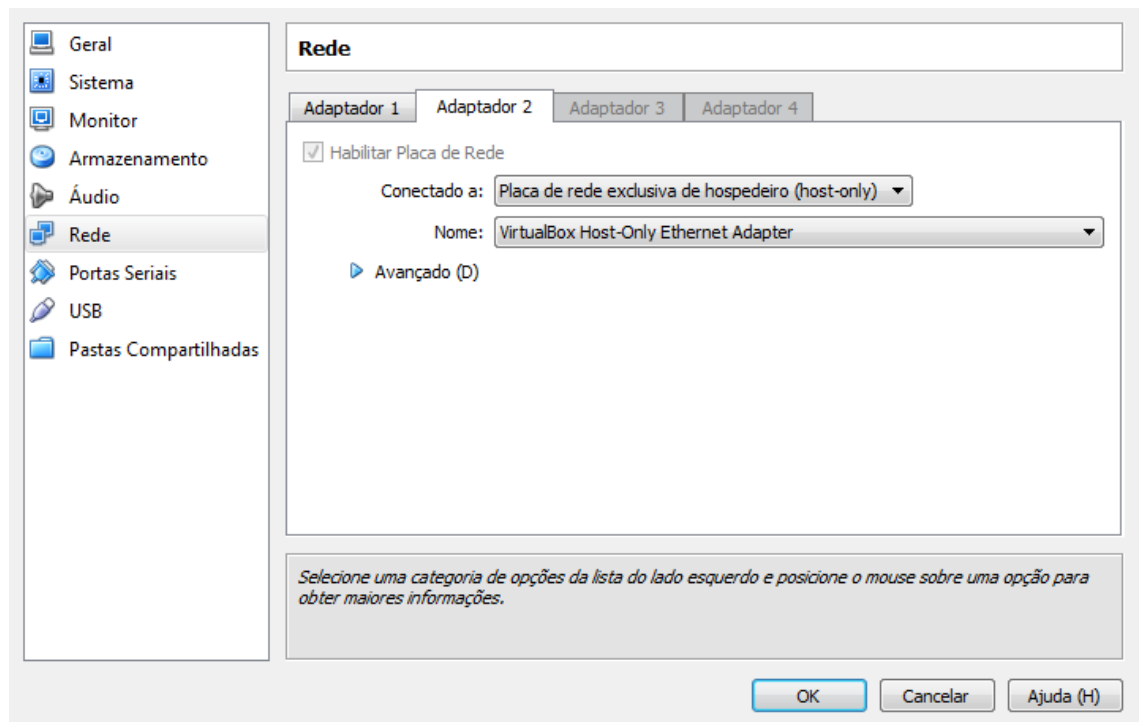 Geral
Sistema
Monitor
Armazenamento
Áudio
Rede
Portas Seriais
USB
Pastas Compartilhadas
Rede
Adaptador 1 Adaptador 2 Adaptador 3 Adaptador 4
Habilitar Placa de Rede
Conectado a: Placa de rede exclusiva de hospedeiro (host-only)
Nome: VirtualBox Host-Only Ethernet Adapter
Avançado (D)
Selecione uma categoria de opções da lista do lado esquerdo e posicione o mouse sobre uma opção para
obter maiores informações.
OK Cancelar Ajuda (H)